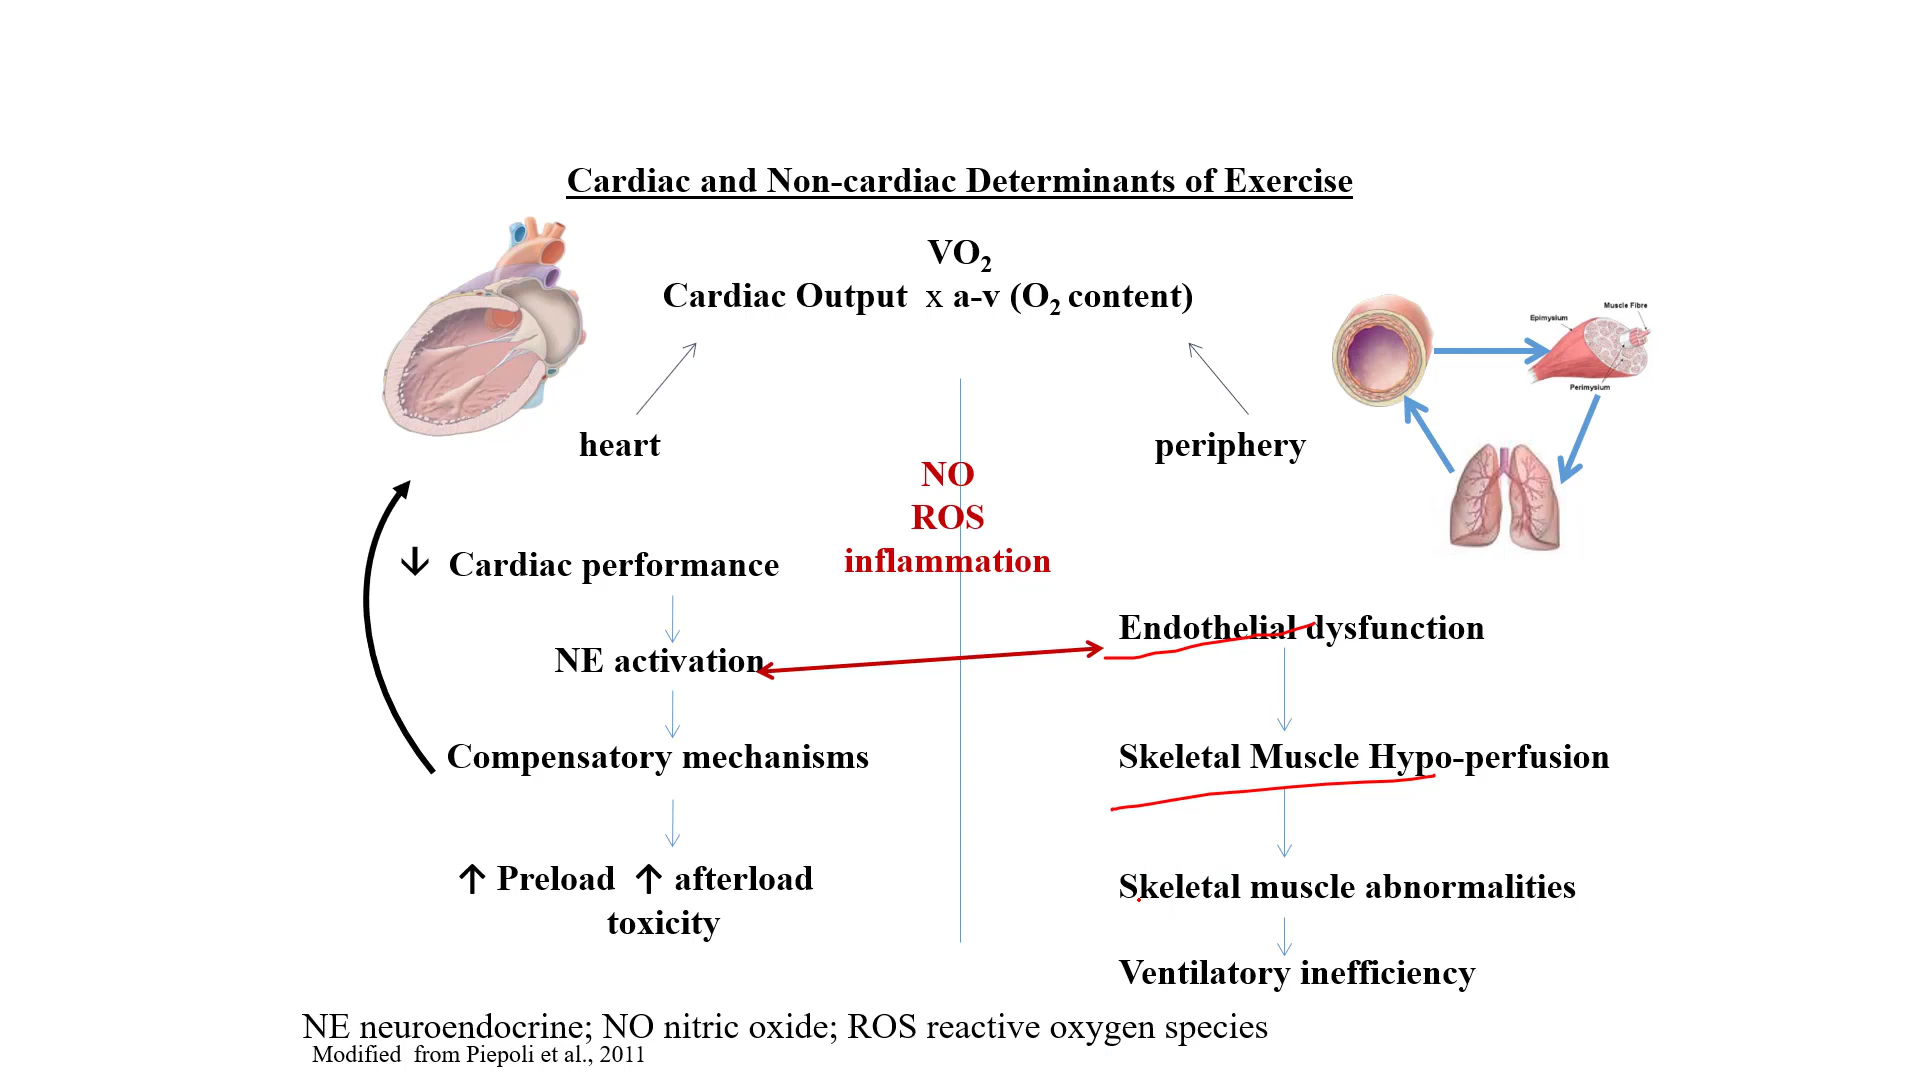 Cardiac and Non-cardiac Determinants of Exercise
VO₂
Cardiac Output x a-v (O₂ content)
Muscle Fibre
Epimysium
Perimysium
heart
periphery
NO
ROS
inflammation
↓ Cardiac performance
NE activation
Compensatory mechanisms
↑ Preload ↑ afterload
toxicity
Endothelial dysfunction
Skeletal Muscle Hypo-perfusion
Skeletal muscle abnormalities
Ventilatory inefficiency
NE neuroendocrine; NO nitric oxide; ROS reactive oxygen species
Modified from Piepoli et al., 2011